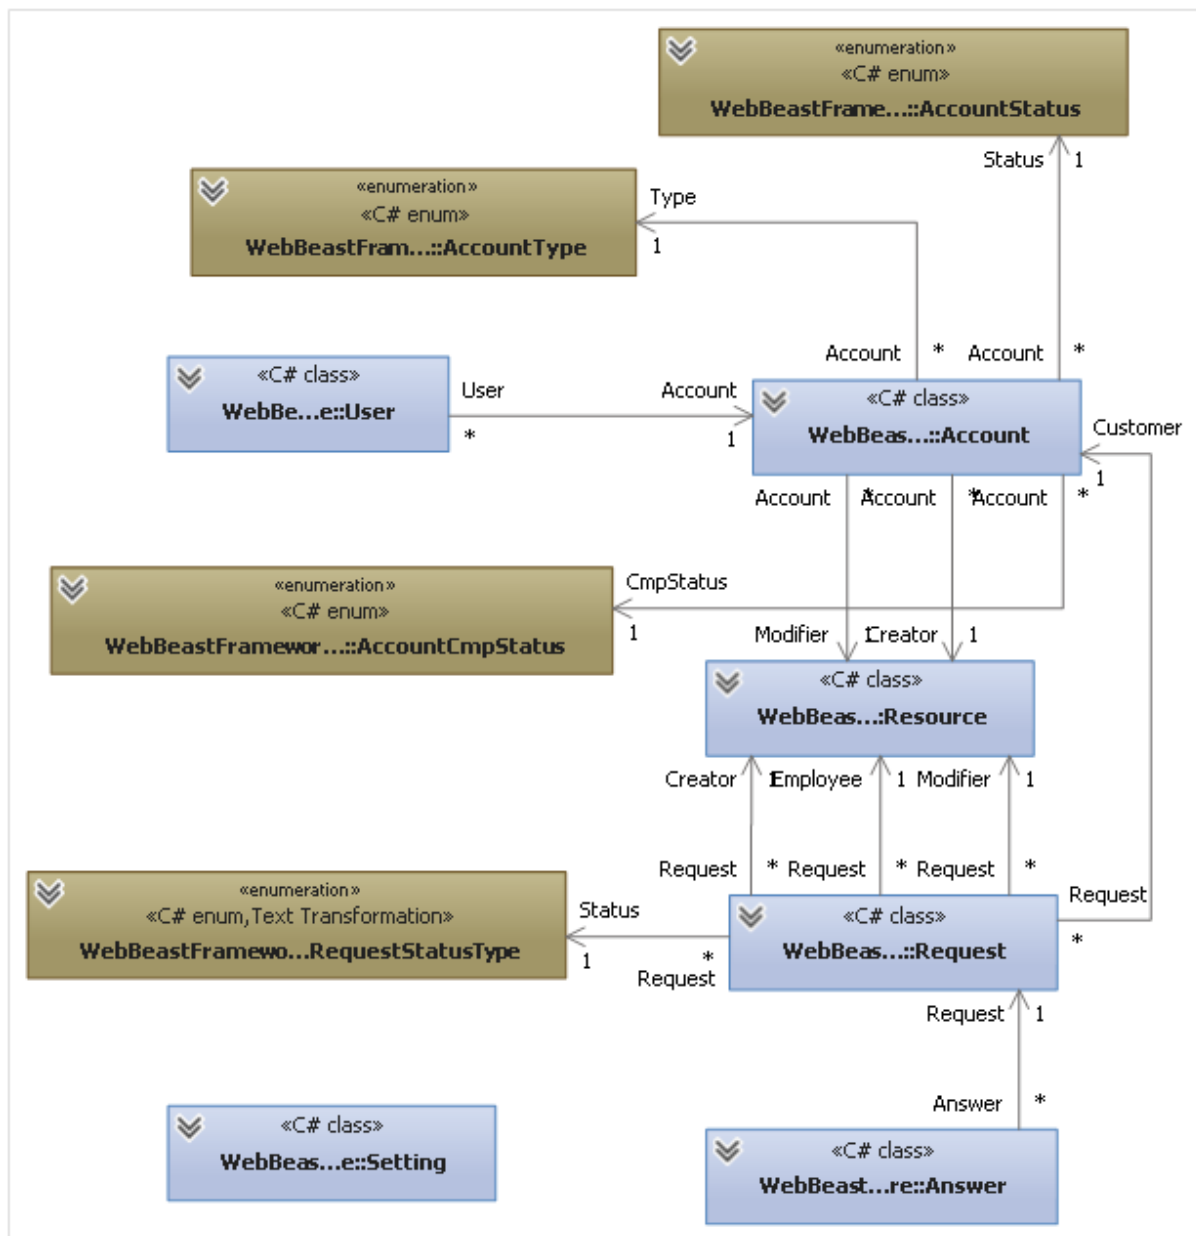 «enumeration»
«C# enum»
WebBeastFrame...::AccountStatus
Status 1
«enumeration»
«C# enum»
WebBeastFram...::AccountType
Type
1
Account * Account *
«C# class»
WebBe...e::User
User Account
* 1
«C# class»
WebBeas...::Account
Customer
1
Account * Account * Account *
«enumeration»
«C# enum»
WebBeastFramewor...::AccountCmpStatus
CmpStatus
1
Modifier 1 Creator 1
«C# class»
WebBeas...:Resource
Creator 1 Employee 1 Modifier 1
Request * Request * Request *
«enumeration»
«C# enum,Text Transformation»
WebBeastFramewo...RequestStatusType
Status
1
*
Request
«C# class»
WebBeas...::Request
Request
*
Request 1
Answer *
«C# class»
WebBeas...e::Setting
«C# class»
WebBeast...re::Answer